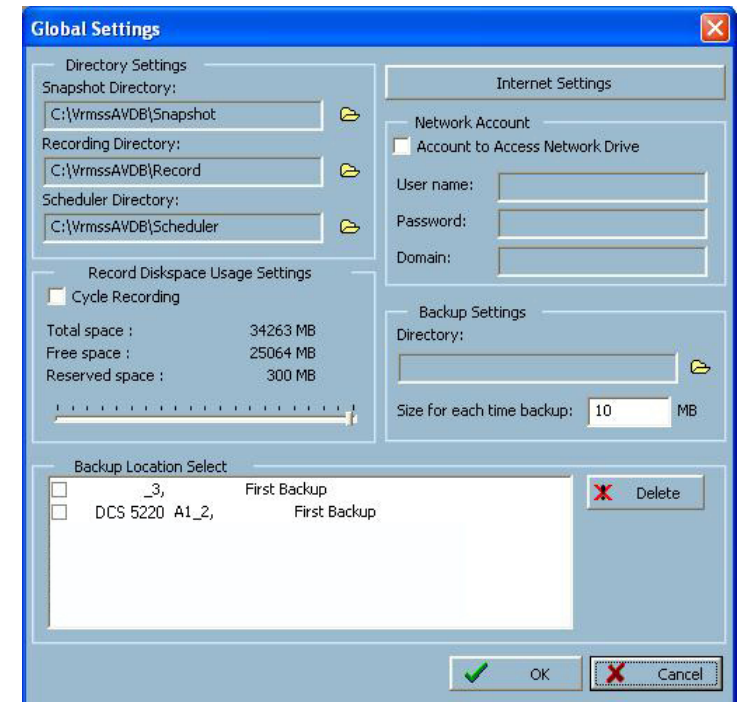 Global Settings
Directory Settings
Snapshot Directory:
C:\VrmssAVDB\Snapshot
Recording Directory:
C:\VrmssAVDB\Record
Scheduler Directory:
C:\VrmssAVDB\Scheduler
Record Diskspace Usage Settings
Cycle Recording
Total space : 34263 MB
Free space : 25064 MB
Reserved space : 300 MB
Internet Settings
Network Account
Account to Access Network Drive
User name:
Password:
Domain:
Backup Settings
Directory:
Size for each time backup: 10 MB
Backup Location Select
_3, First Backup
DCS 5220 A1_2, First Backup
Delete
OK
Cancel